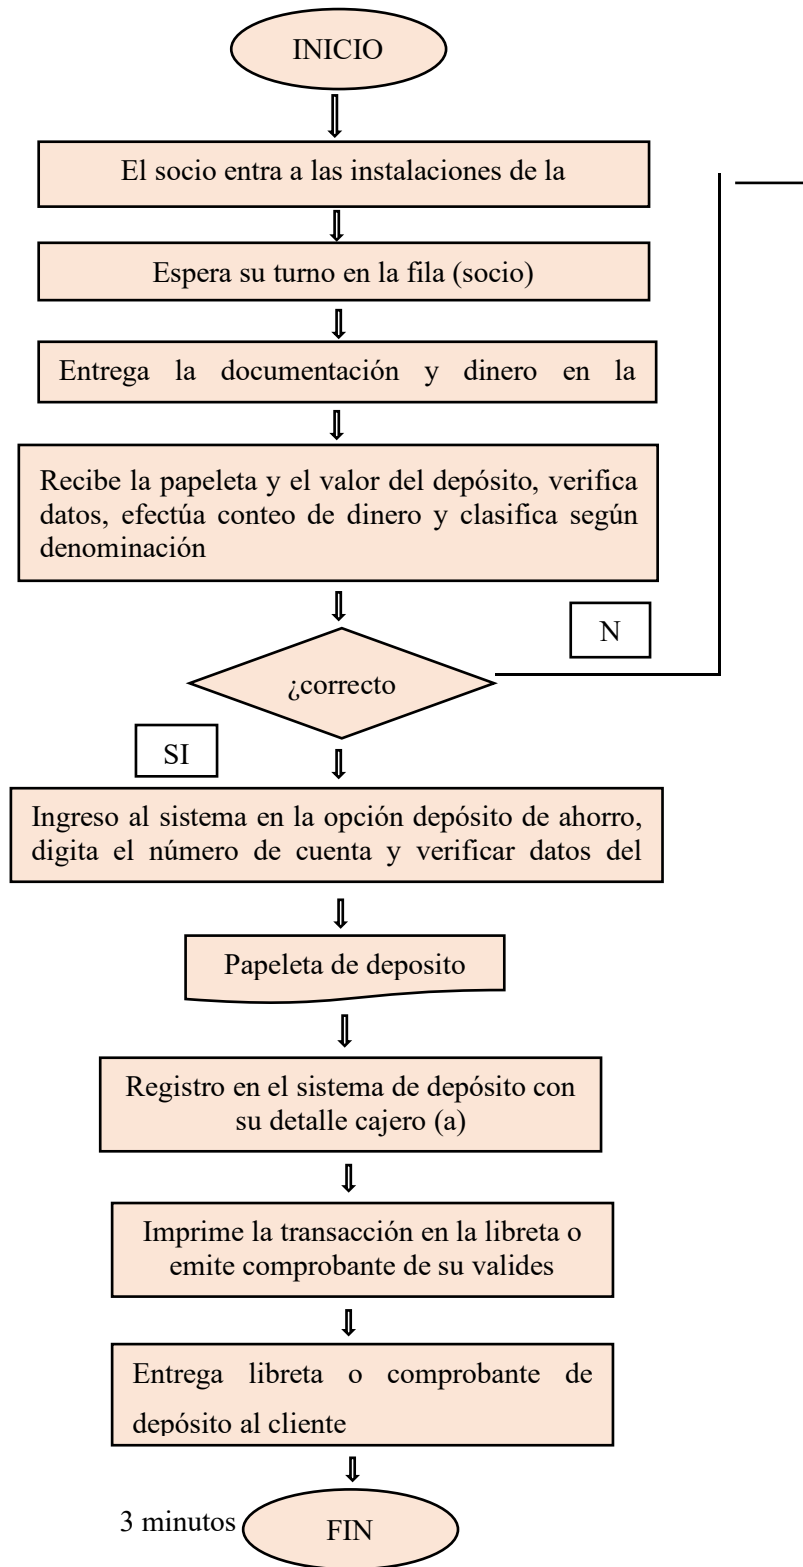 INICIO
El socio entra a las instalaciones de la
Espera su turno en la fila (socio)
Entrega la documentación y dinero en la
Recibe la papeleta y el valor del depósito, verifica
datos, efectúa conteo de dinero y clasifica según
denominación
N
¿correcto
SI
Ingreso al sistema en la opción depósito de ahorro,
digita el número de cuenta y verificar datos del
Papeleta de deposito
Registro en el sistema de depósito con
su detalle cajero (a)
Imprime la transacción en la libreta o
emite comprobante de su valides
Entrega libreta o comprobante de
depósito al cliente
3 minutos
FIN